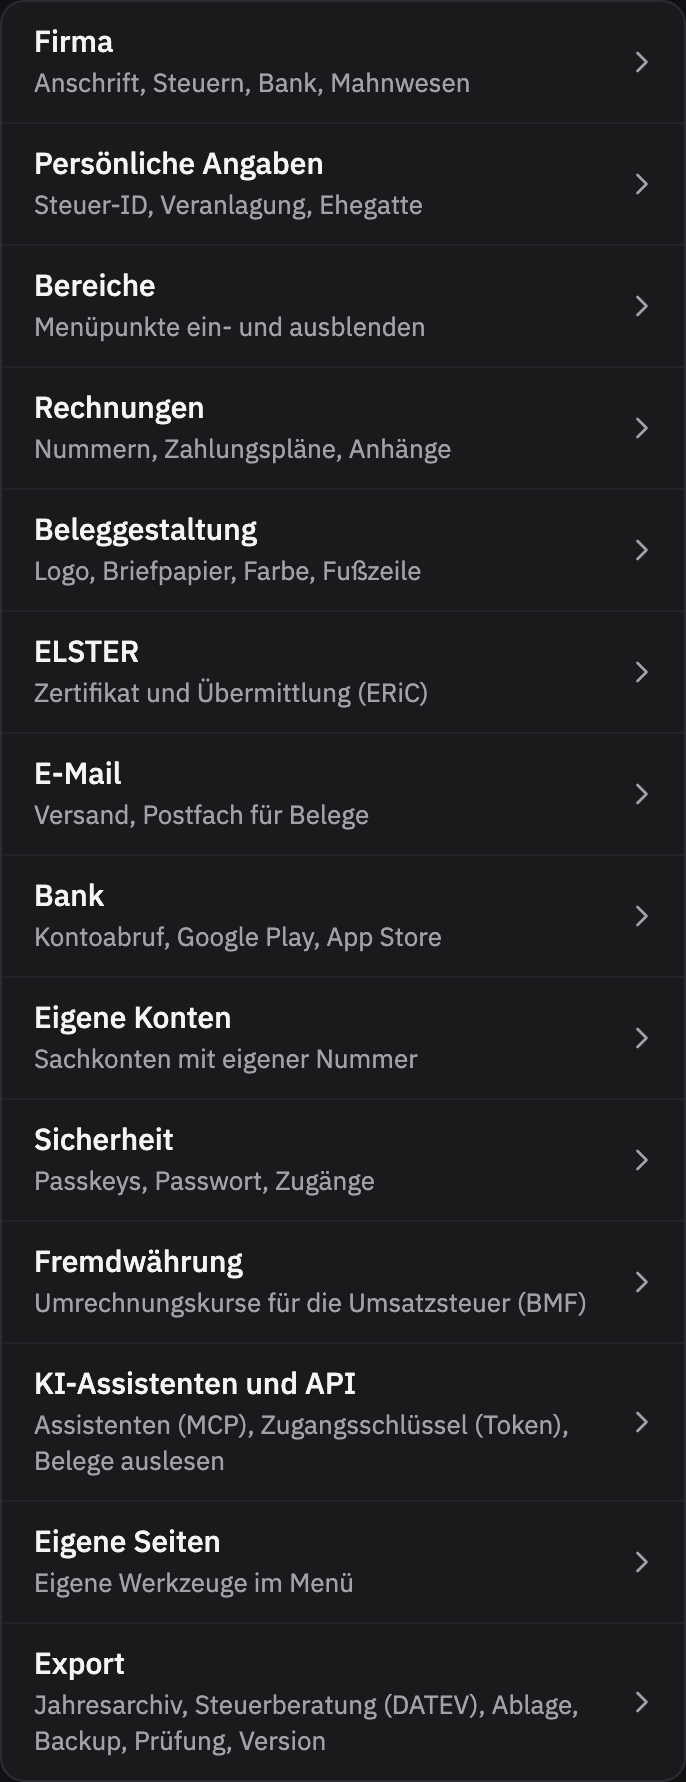 Firma
Anschrift, Steuern, Bank, Mahnwesen
Persönliche Angaben
Steuer-ID, Veranlagung, Ehegatte
Bereiche
Menüpunkte ein- und ausblenden
Rechnungen
Nummern, Zahlungspläne, Anhänge
Beleggestaltung
Logo, Briefpapier, Farbe, Fußzeile
ELSTER
Zertifikat und Übermittlung (ERiC)
E-Mail
Versand, Postfach für Belege
Bank
Kontoabruf, Google Play, App Store
Eigene Konten
Sachkonten mit eigener Nummer
Sicherheit
Passkeys, Passwort, Zugänge
Fremdwährung
Umrechnungskurse für die Umsatzsteuer (BMF)
KI-Assistenten und API
Assistenten (MCP), Zugangsschlüssel (Token),
Belege auslesen
Eigene Seiten
Eigene Werkzeuge im Menü
Export
Jahresarchiv, Steuerberatung (DATEV), Ablage,
Backup, Prüfung, Version